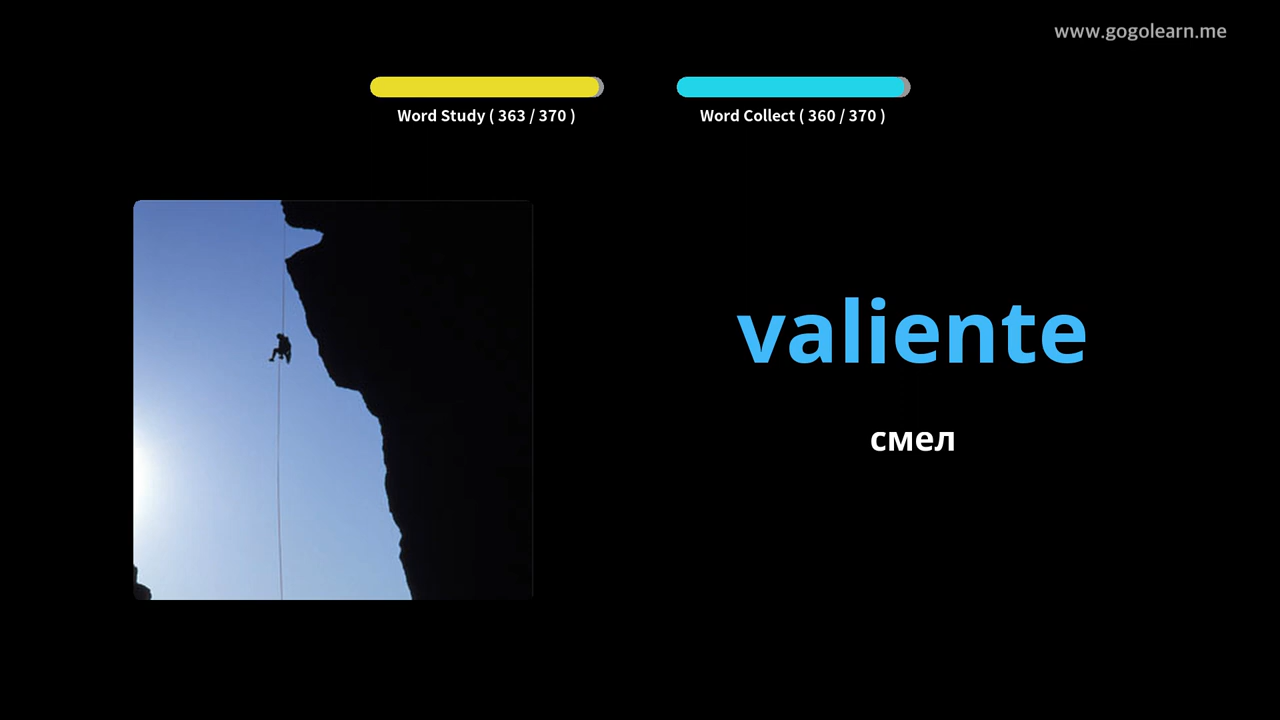 www.gogolearn.me
Word Study ( 363 / 370 )
Word Collect ( 360 / 370 )
valiente
смел